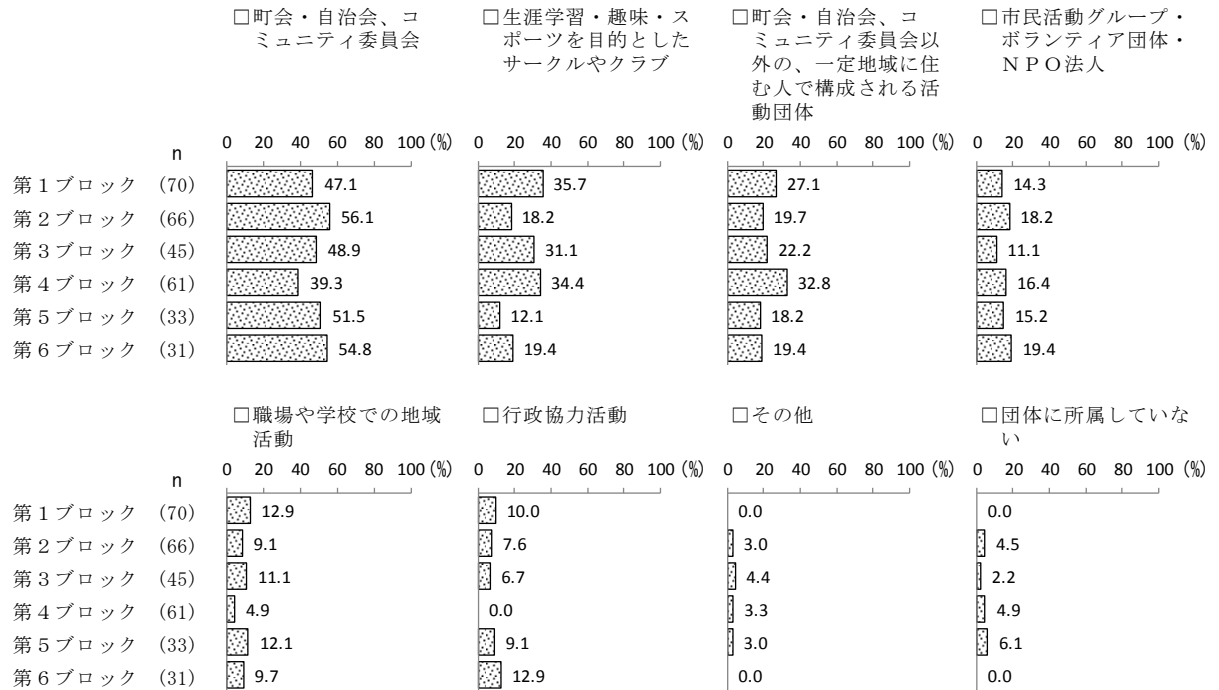 □町会・自治会、コミュニティ委員会
□生涯学習・趣味・スポーツを目的としたサークルやクラブ
□町会・自治会、コミュニティ委員会以外の、一定地域に住む人で構成される活動団体
□市民活動グループ・ボランティア団体・ＮＰＯ法人
0 20 40 60 80 100 (%) 0 20 40 60 80 100 (%) 0 20 40 60 80 100 (%) 0 20 40 60 80 100 (%)
n
第１ブロック (70) 47.1 35.7 27.1 14.3
第２ブロック (66) 56.1 18.2 19.7 18.2
第３ブロック (45) 48.9 31.1 22.2 11.1
第４ブロック (61) 39.3 34.4 32.8 16.4
第５ブロック (33) 51.5 12.1 18.2 15.2
第６ブロック (31) 54.8 19.4 19.4 19.4
□職場や学校での地域活動
□行政協力活動
□その他
□団体に所属していない
0 20 40 60 80 100 (%) 0 20 40 60 80 100 (%) 0 20 40 60 80 100 (%) 0 20 40 60 80 100 (%)
n
第１ブロック (70) 12.9 10.0 0.0 0.0
第２ブロック (66) 9.1 7.6 3.0 4.5
第３ブロック (45) 11.1 6.7 4.4 2.2
第４ブロック (61) 4.9 0.0 3.3 4.9
第５ブロック (33) 12.1 9.1 3.0 6.1
第６ブロック (31) 9.7 12.9 0.0 0.0